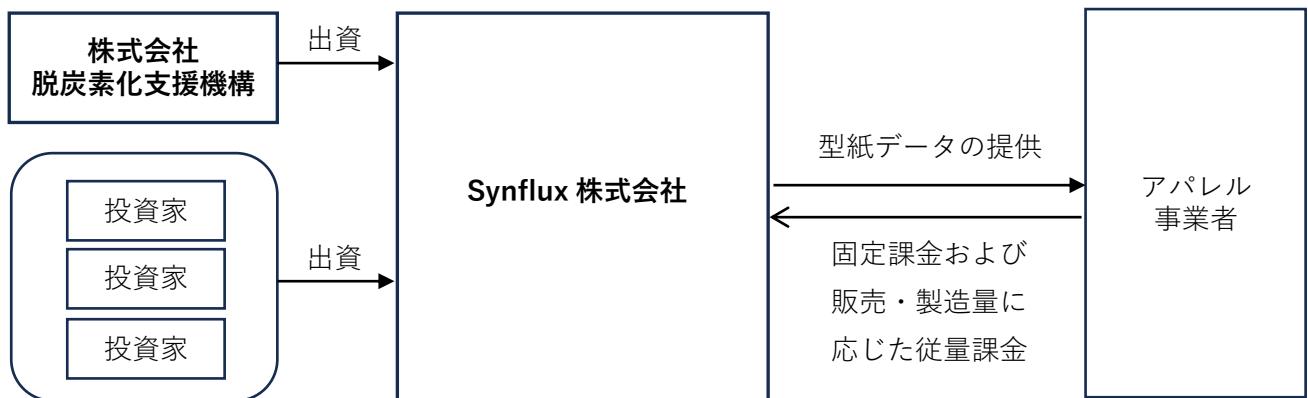 株式会社
脱炭素化支援機構
出資
投資家
投資家
投資家
出資
Synflux 株式会社
型紙データの提供
固定課金および
販売・製造量に
応じた従量課金
アパレル
事業者